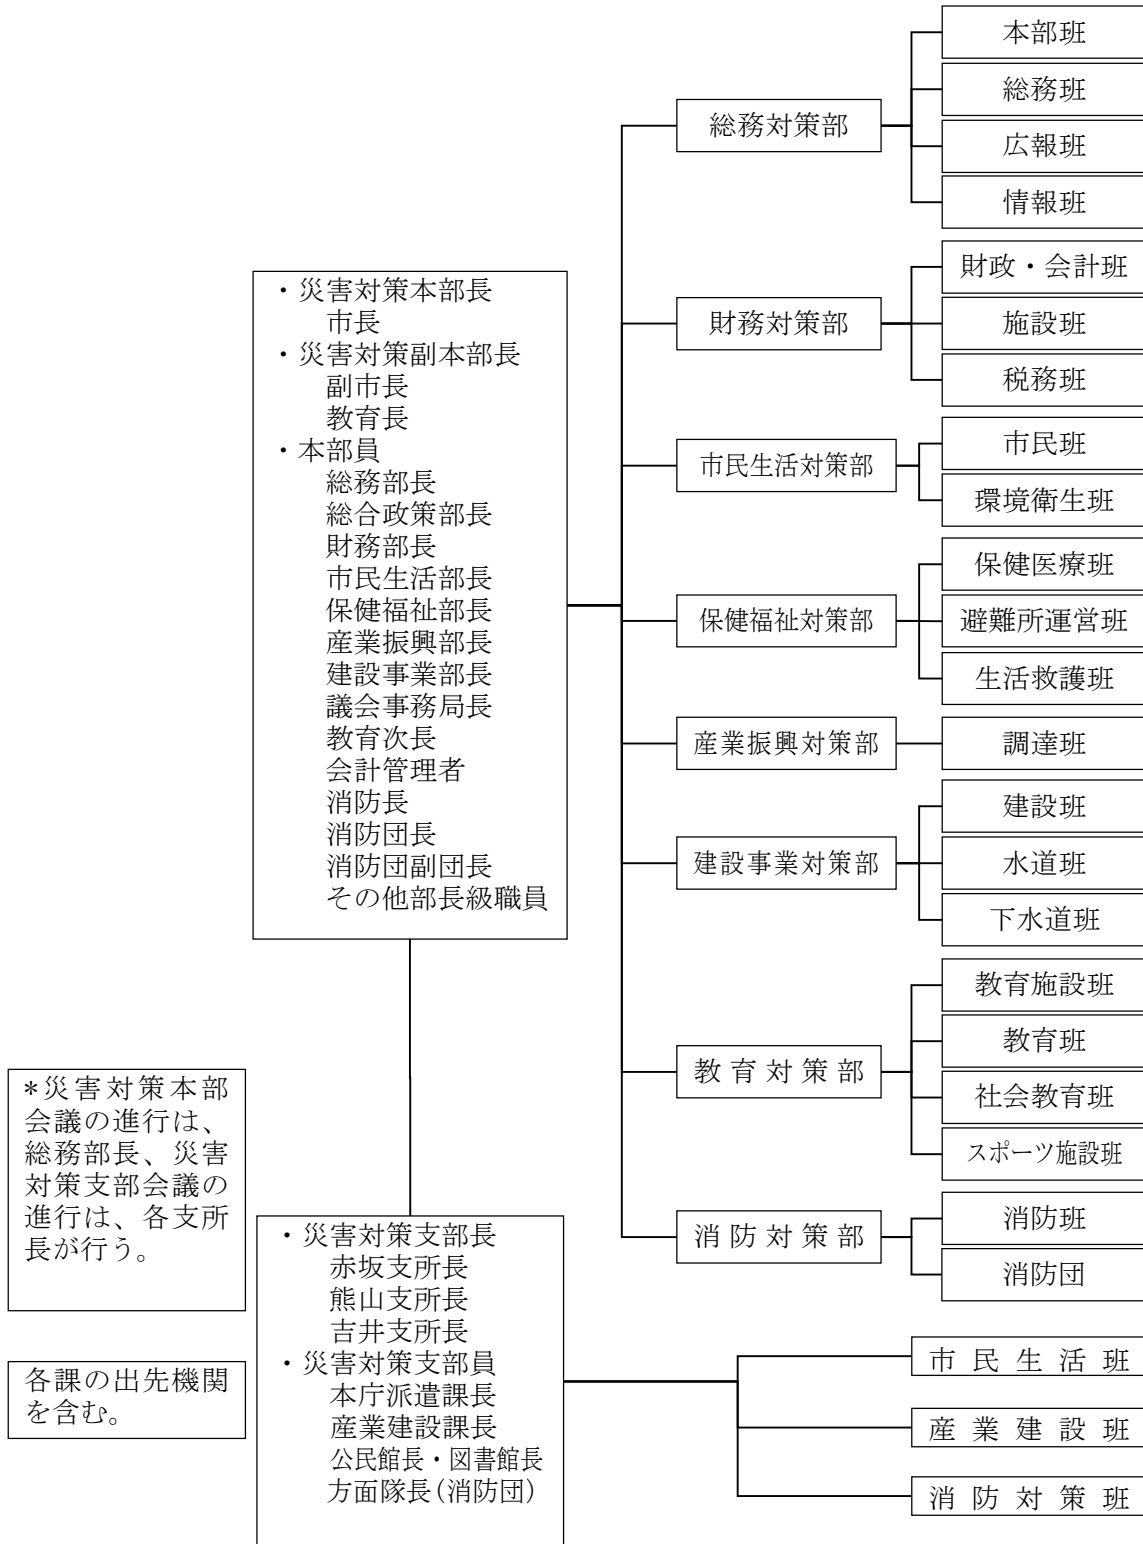 ・災害対策本部長
市長
・災害対策副本部長
副市長
教育長
・本部員
総務部長
総合政策部長
財務部長
市民生活部長
保健福祉部長
産業振興部長
建設事業部長
議会事務局長
教育次長
会計管理者
消防長
消防団長
消防団副団長
その他部長級職員
総務対策部
本部班
総務班
広報班
情報班
財務対策部
財政・会計班
施設班
税務班
市民生活対策部
市民班
環境衛生班
保健福祉対策部
保健医療班
避難所運営班
生活救護班
産業振興対策部
調達班
建設事業対策部
建設班
水道班
下水道班
教育対策部
教育施設班
教育班
社会教育班
スポーツ施設班
消防対策部
消防班
消防団
*災害対策本部
会議の進行は、
総務部長、災害
対策支部会議の
進行は、各支所
長が行う。
各課の出先機関
を含む。
・災害対策支部長
赤坂支所長
熊山支所長
吉井支所長
・災害対策支部員
本庁派遣課長
産業建設課長
公民館長・図書館長
方面隊長(消防団)
市民生活班
産業建設班
消防対策班